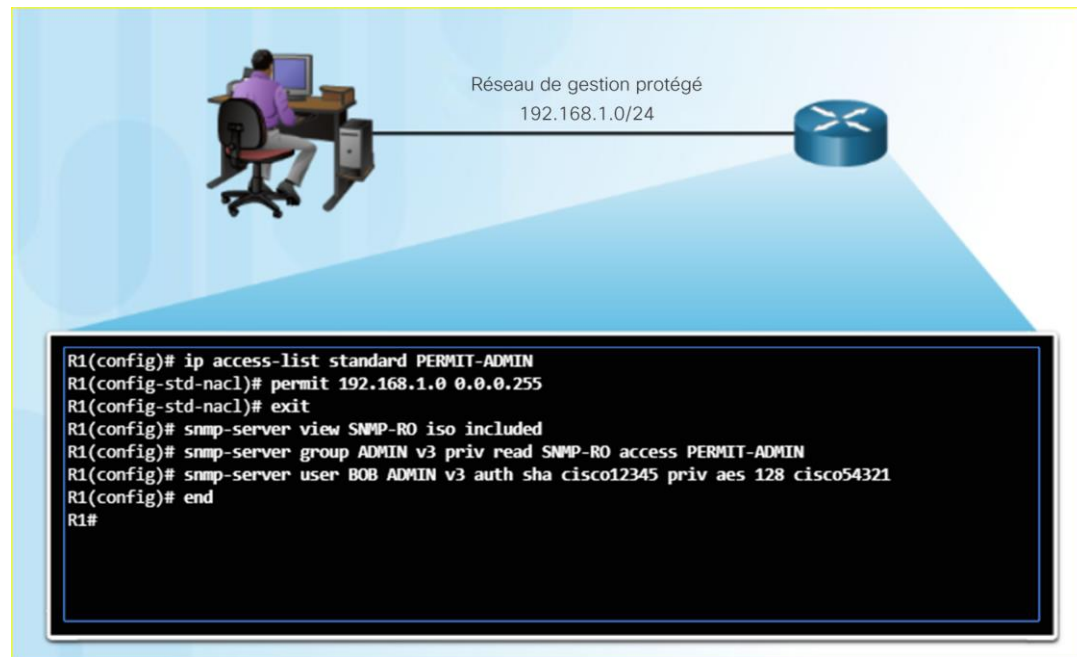 Réseau de gestion protégé
192.168.1.0/24
R1(config)# ip access-list standard PERMIT-ADMIN
R1(config-std-nacl)# permit 192.168.1.0 0.0.0.255
R1(config-std-nacl)# exit
R1(config)# snmp-server view SNMP-RO iso included
R1(config)# snmp-server group ADMIN v3 priv read SNMP-RO access PERMIT-ADMIN
R1(config)# snmp-server user BOB ADMIN v3 auth sha cisco12345 priv aes 128 cisco54321
R1(config)# end
R1#